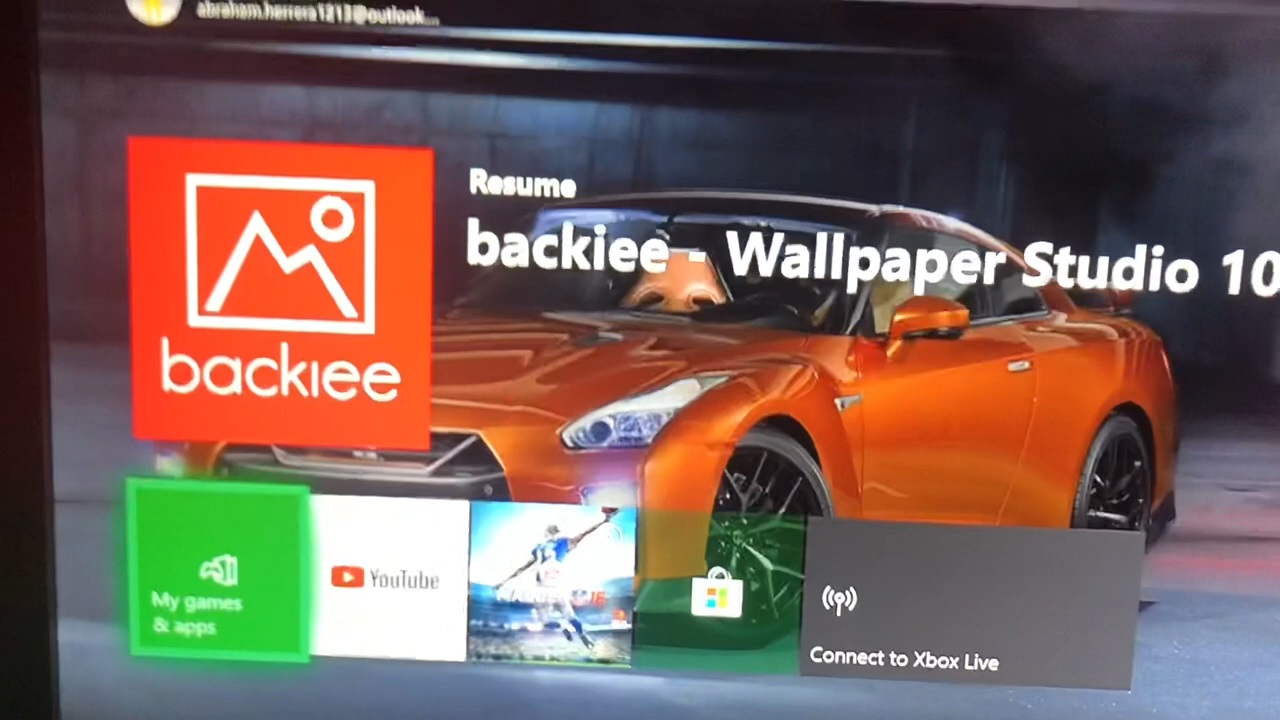 abraham.herrera1213@outlook...
Resume
backiee - Wallpaper Studio 10
backiee
My games
& apps
YouTube
Connect to Xbox Live